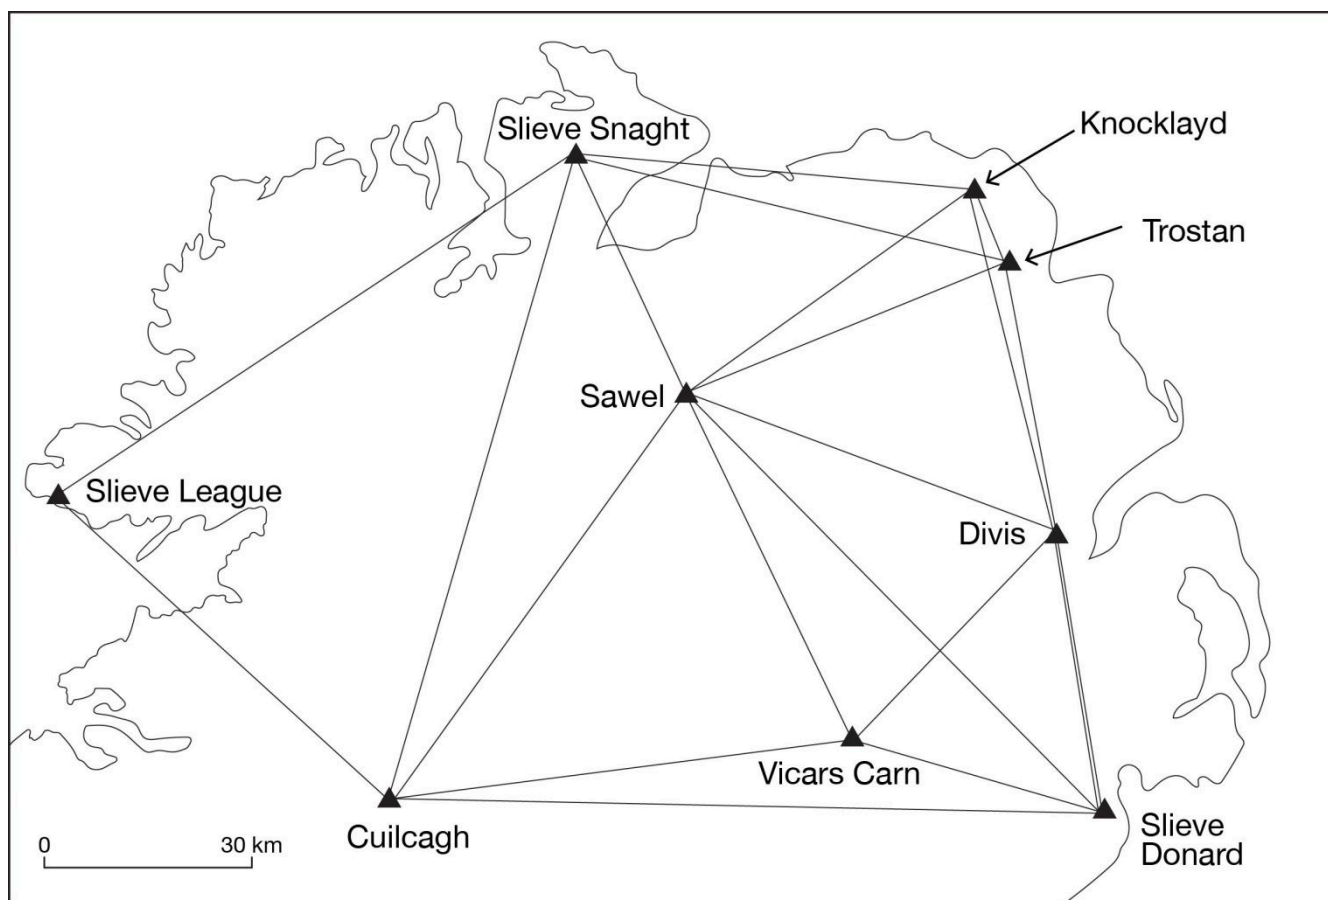 Slieve Snaght
Knocklayd
Trostan
Sawel
Slieve League
Divis
Vicars Carn
Cuilcagh
Slieve
Donard
0 30 km